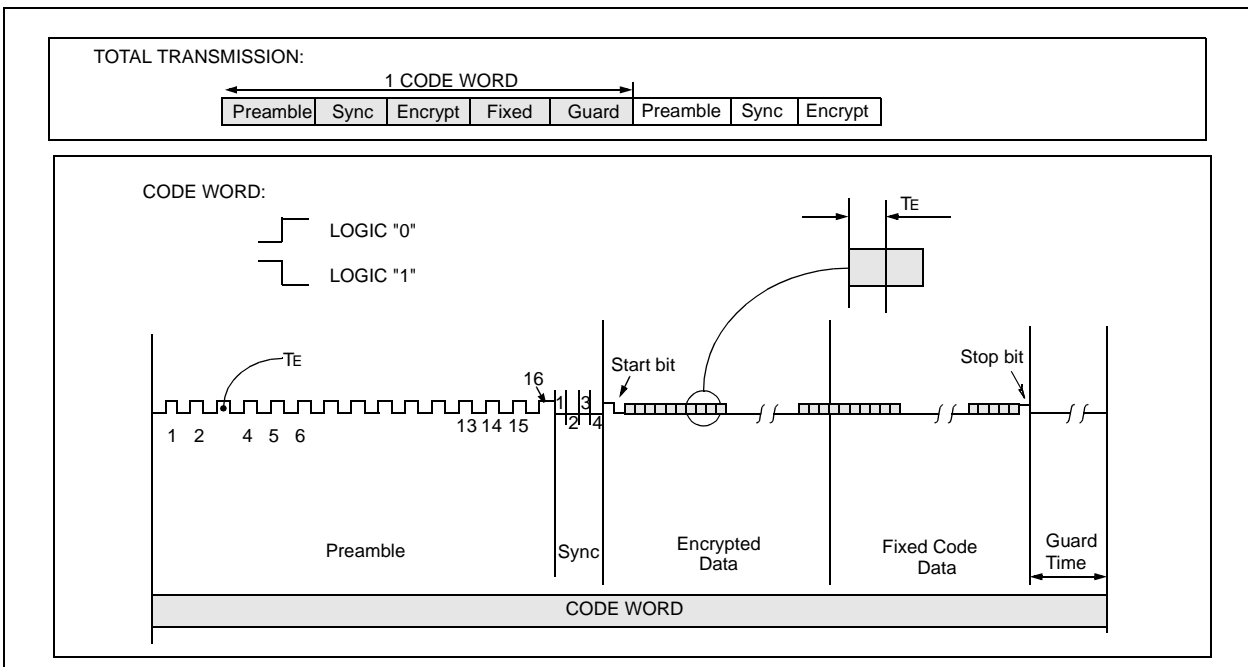 TOTAL TRANSMISSION:
1 CODE WORD
Preamble Sync Encrypt Fixed Guard Preamble Sync Encrypt
CODE WORD:
LOGIC "0"
LOGIC "1"
TE
TE
Start bit
Stop bit
16
1 3
2 4
1 2 4 5 6 13 14 15
Preamble
Sync
Encrypted
Data
Fixed Code
Data
Guard
Time
CODE WORD